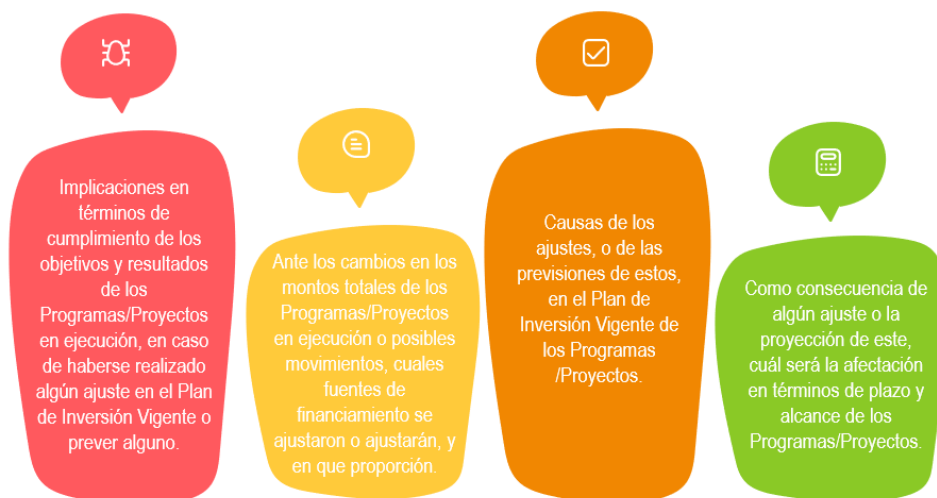 Implicaciones en
términos de
cumplimiento de los
objetivos y resultados
de los
Programas/Proyectos
en ejecución, en caso
de haberse realizado
algún ajuste en el Plan
de Inversión Vigente o
prever alguno.
Ante los cambios en los
montos totales de los
Programas/Proyectos
en ejecución o posibles
movimientos, cuales
fuentes de
financiamiento se
ajustaron o ajustarán, y
en que proporción.
Causas de los
ajustes, o de las
previsiones de estos,
en el Plan de
Inversión Vigente de
los Programas
/Proyectos.
Como consecuencia de
algún ajuste o la
proyección de este,
cuál será la afectación
en términos de plazo y
alcance de los
Programas/Proyectos.